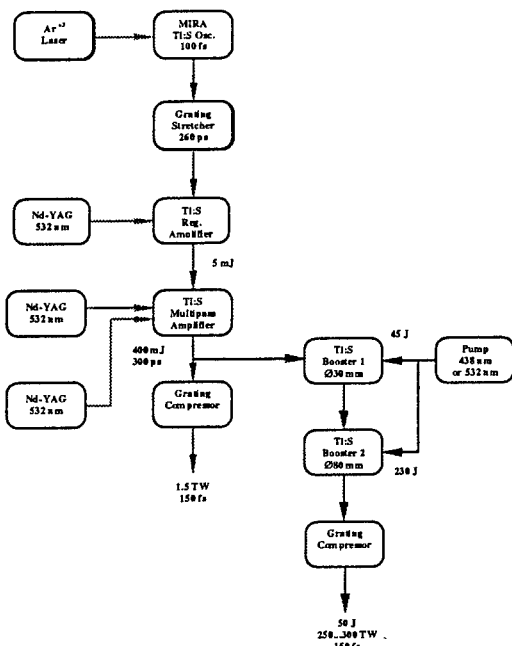 Ar⁺³
Laser
MIRA
Ti:S Osc.
100 fs
Grating
Stretcher
260 ps
Nd-YAG
532 nm
Ti:S
Reg.
Amplifier
5 mJ
Nd-YAG
532 nm
Ti:S
Multipass
Amplifier
400 mJ
300 ps
Nd-YAG
532 nm
Grating
Compressor
1.5 TW
150 fs
Ti:S
Booster 1
Ø30 mm
45 J
Pump
438 nm
or 532 nm
Ti:S
Booster 2
Ø80 mm
230 J
Grating
Compressor
50 J
250...300 TW
150 fs